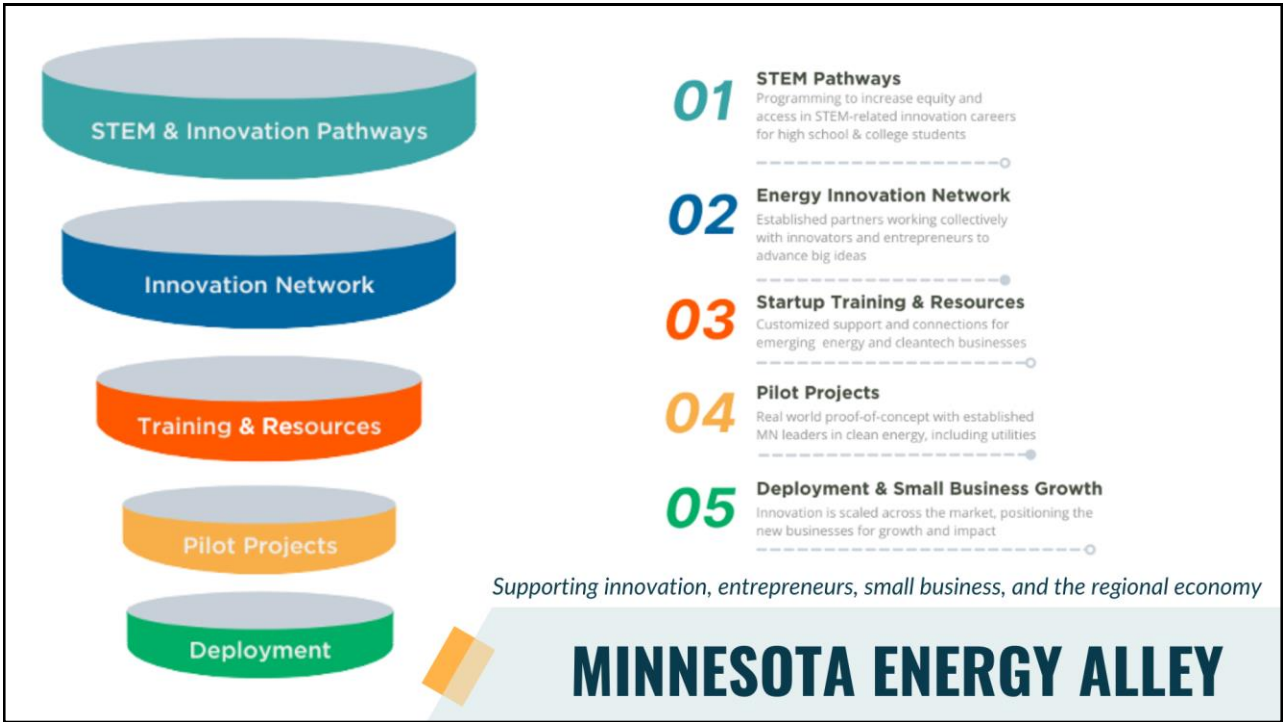 STEM & Innovation Pathways
Innovation Network
Training & Resources
Pilot Projects
Deployment
01
STEM Pathways
Programming to increase equity and
access in STEM-related innovation careers
for high school & college students
02
Energy Innovation Network
Established partners working collectively
with innovators and entrepreneurs to
advance big ideas
03
Startup Training & Resources
Customized support and connections for
emerging energy and cleantech businesses
04
Pilot Projects
Real world proof-of-concept with established
MN leaders in clean energy, including utilities
05
Deployment & Small Business Growth
Innovation is scaled across the market, positioning the
new businesses for growth and impact
Supporting innovation, entrepreneurs, small business, and the regional economy
MINNESOTA ENERGY ALLEY